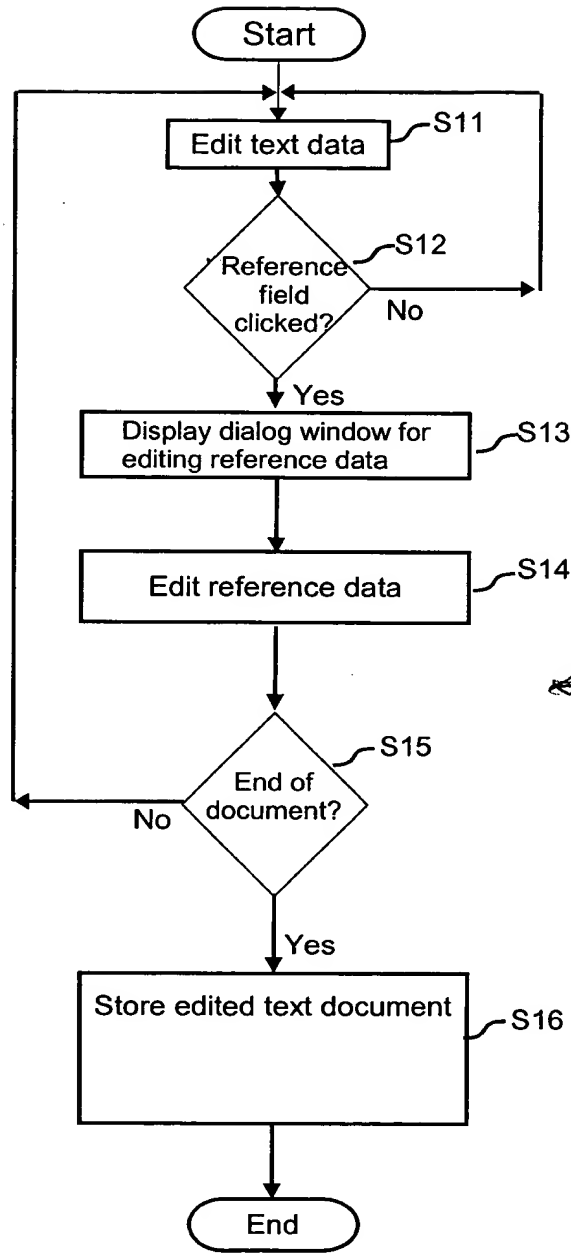 Start
Edit text data
S11
Reference
field
clicked?
S12
No
Yes
Display dialog window for
editing reference data
S13
Edit reference data
S14
End of
document?
S15
No
Yes
Store edited text document
S16
End